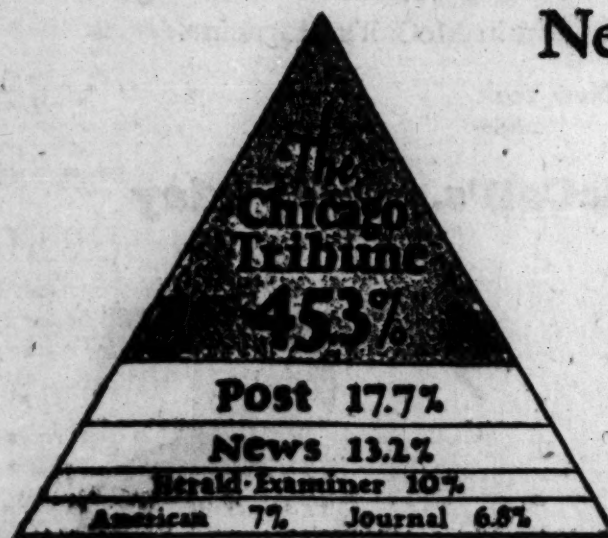 Ne
The
Chicago
Tribune
45.3%
Post 17.7%
News 13.2%
Herald-Examiner 10%
American 7% Journal 6.8%